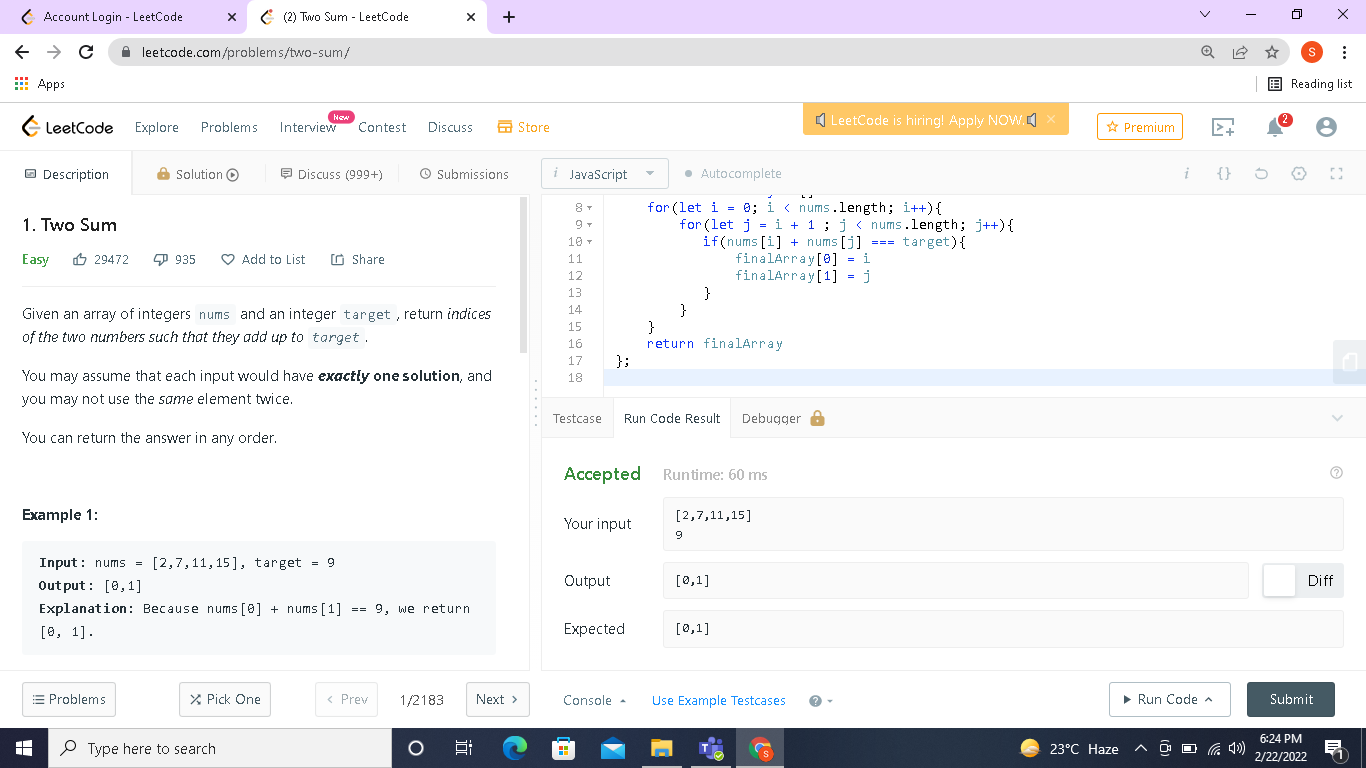 Account Login - LeetCode
(2) Two Sum - LeetCode
leetcode.com/problems/two-sum/
S
Apps
Reading list
LeetCode
Explore
Problems
Interview
New
Contest
Discuss
Store
LeetCode is hiring! Apply NOW.
Premium
2
Description
Solution
Discuss (999+)
Submissions
i JavaScript
Autocomplete
i {}
1. Two Sum
Easy 29472 935 Add to List Share
Given an array of integers nums and an integer target, return indices
of the two numbers such that they add up to target.
You may assume that each input would have exactly one solution, and
you may not use the same element twice.
You can return the answer in any order.
Example 1:
Input: nums = [2,7,11,15], target = 9
Output: [0,1]
Explanation: Because nums[0] + nums[1] == 9, we return
[0, 1].
8 for(let i = 0; i < nums.length; i++){
9 for(let j = i + 1 ; j < nums.length; j++){
10 if(nums[i] + nums[j] === target){
11 finalArray[0] = i
12 finalArray[1] = j
13 }
14 }
15 }
16 return finalArray
17 };
18
Testcase
Run Code Result
Debugger
Accepted Runtime: 60 ms
Your input
[2,7,11,15]
9
Output
[0,1]
Diff
Expected
[0,1]
Problems
Pick One
< Prev
1/2183
Next >
Console
Use Example Testcases
Run Code
Submit
Type here to search
S
23°C Haze
6:24 PM
2/22/2022
1